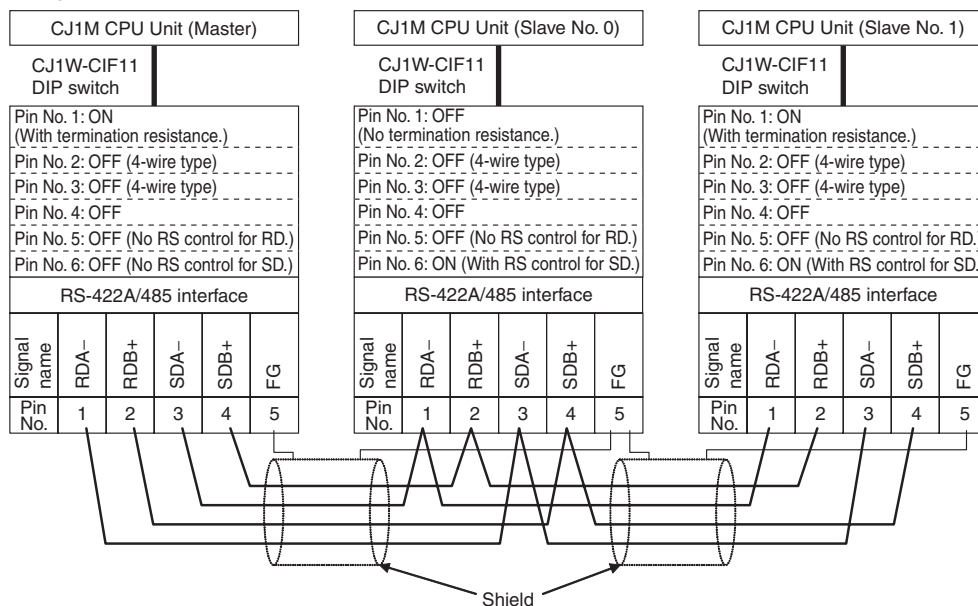 CJ1M CPU Unit (Master)
CJ1W-CIF11
DIP switch
Pin No. 1: ON
(With termination resistance.)
Pin No. 2: OFF (4-wire type)
Pin No. 3: OFF (4-wire type)
Pin No. 4: OFF
Pin No. 5: OFF (No RS control for RD.)
Pin No. 6: OFF (No RS control for SD.)
RS-422A/485 interface
Signal name RDA− RDB+ SDA− SDB+ FG
Pin No. 1 2 3 4 5
CJ1M CPU Unit (Slave No. 0)
CJ1W-CIF11
DIP switch
Pin No. 1: OFF
(No termination resistance.)
Pin No. 2: OFF (4-wire type)
Pin No. 3: OFF (4-wire type)
Pin No. 4: OFF
Pin No. 5: OFF (No RS control for RD.)
Pin No. 6: ON (With RS control for SD.)
RS-422A/485 interface
Signal name RDA− RDB+ SDA− SDB+ FG
Pin No. 1 2 3 4 5
CJ1M CPU Unit (Slave No. 1)
CJ1W-CIF11
DIP switch
Pin No. 1: ON
(With termination resistance.)
Pin No. 2: OFF (4-wire type)
Pin No. 3: OFF (4-wire type)
Pin No. 4: OFF
Pin No. 5: OFF (No RS control for RD.)
Pin No. 6: ON (With RS control for SD.)
RS-422A/485 interface
Signal name RDA− RDB+ SDA− SDB+ FG
Pin No. 1 2 3 4 5
Shield